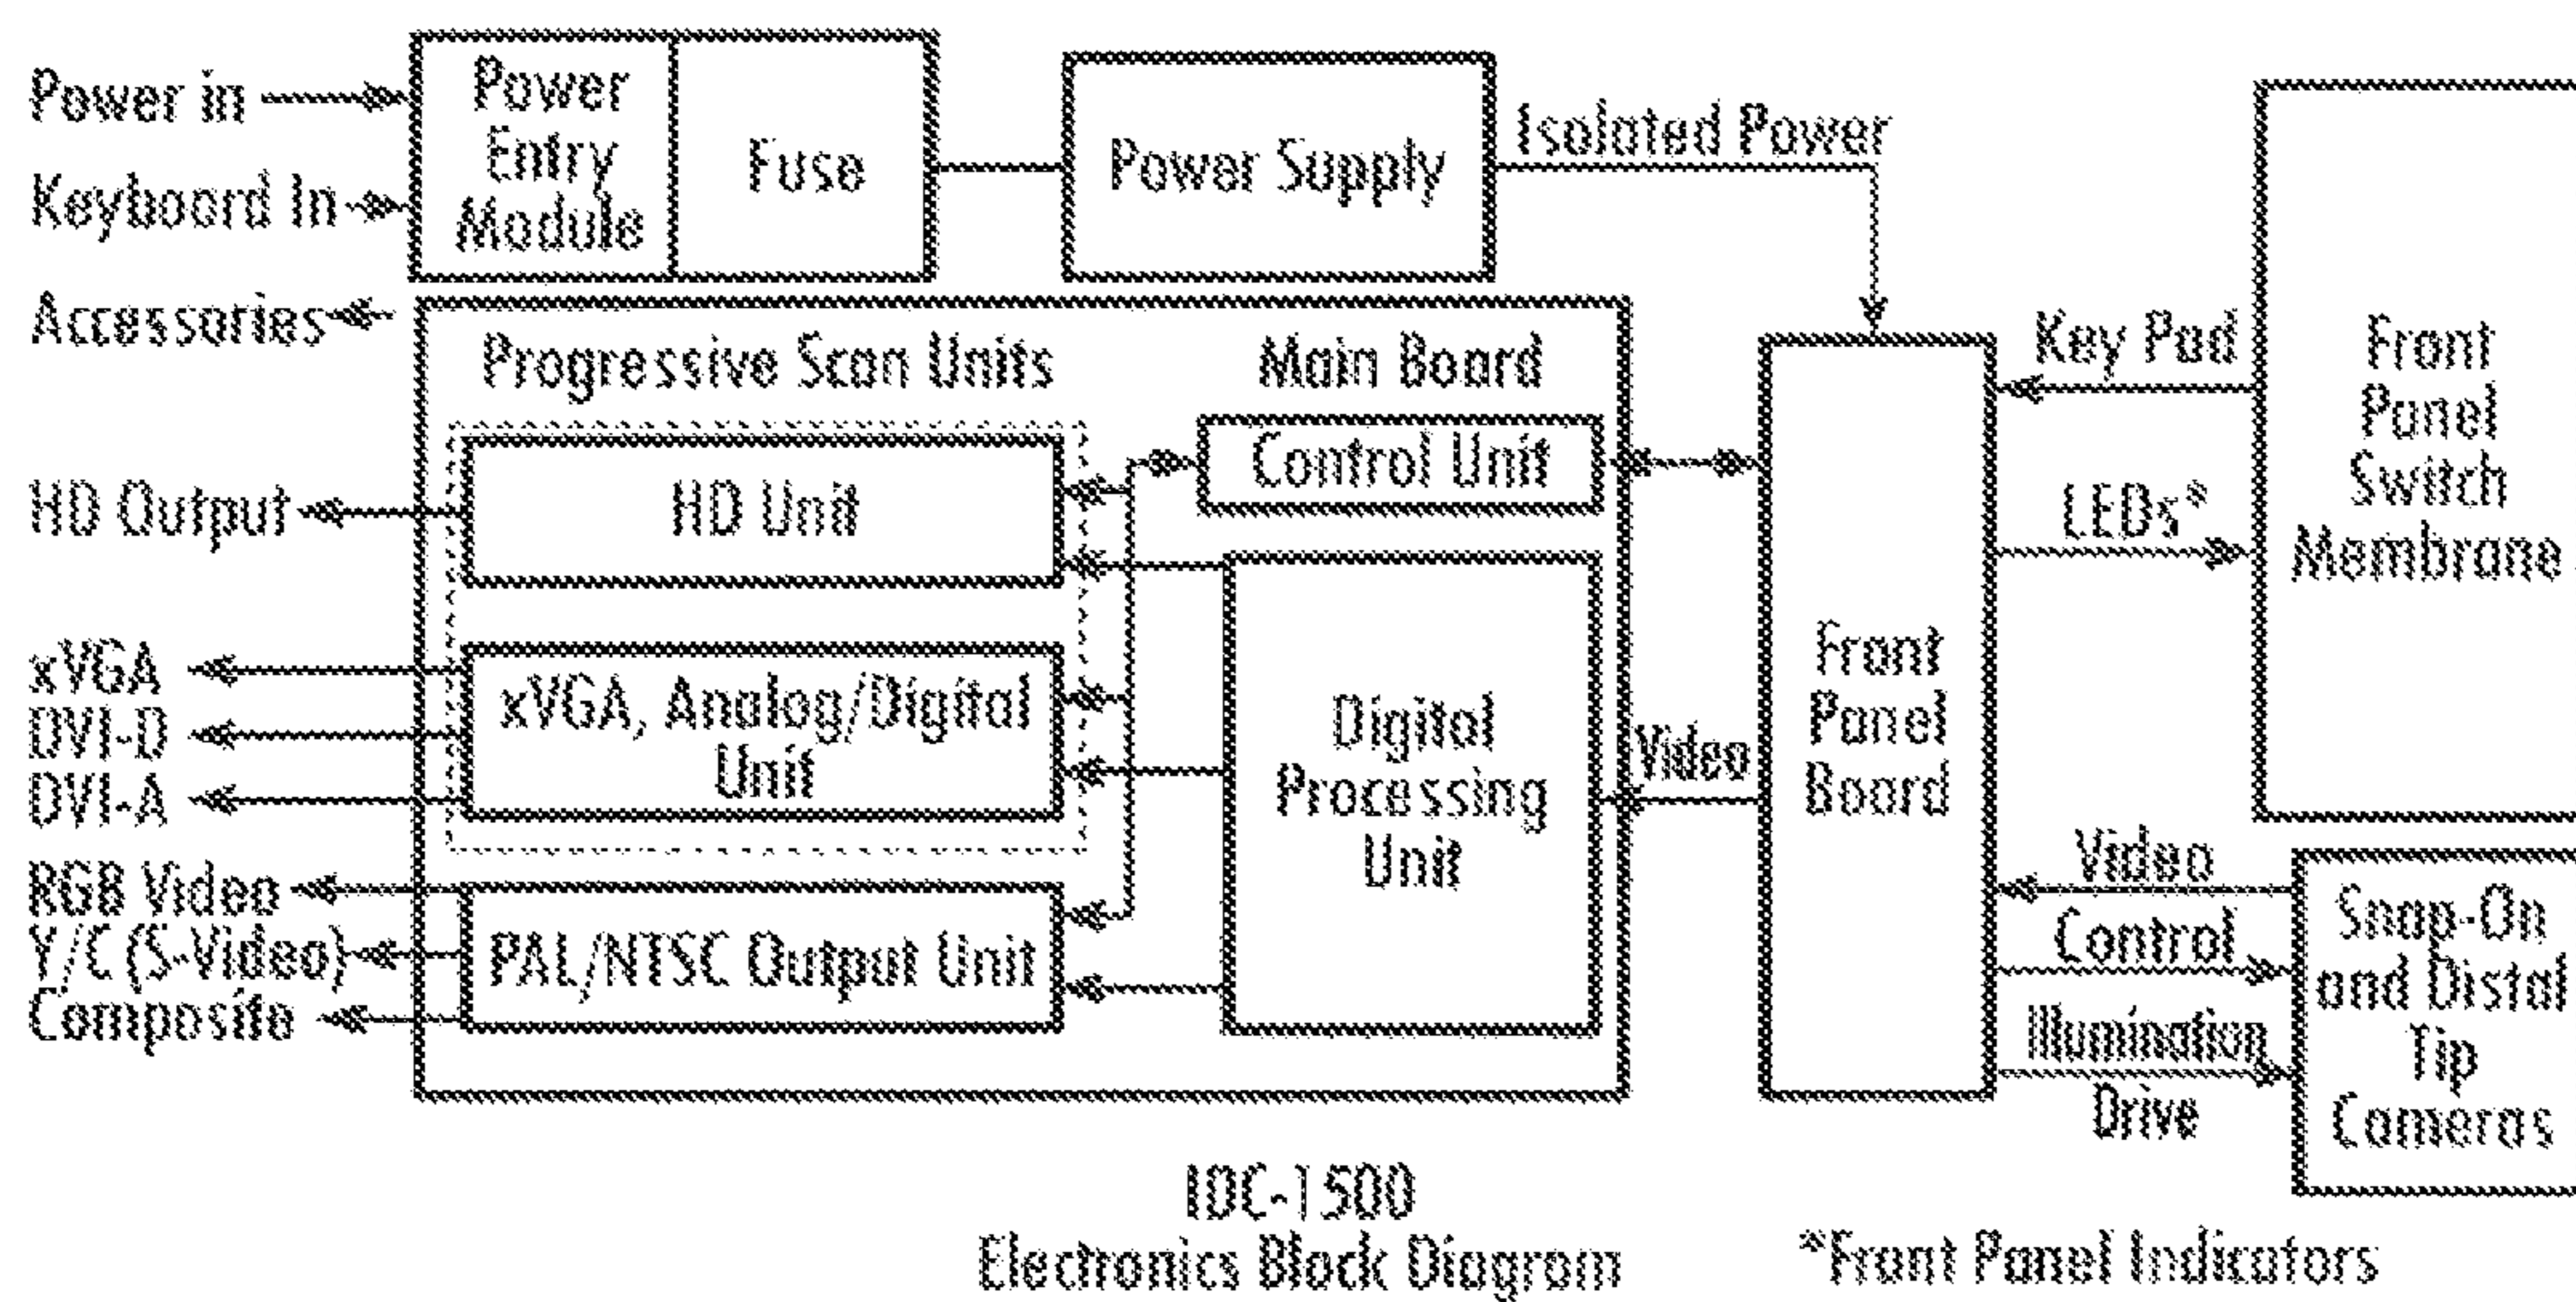 Power in
Keyboard In
Accessories
HD Output
xVGA
DVI-D
DVI-A
RGB Video
Y/C (S-Video)
Composite
Power
Entry
Module
Fuse
Power Supply
Isolated Power
Progressive Scan Units
Main Board
HD Unit
Control Unit
xVGA, Analog/Digital
Unit
PAL/NTSC Output Unit
Digital
Processing
Unit
Video
Front
Panel
Board
Key Pad
LEDs*
Front
Panel
Switch
Membrane
Video
Control
Illumination
Drive
Snap-On
and Distal
Tip
Cameras
IDC-1500
Electronics Block Diagram
*Front Panel Indicators